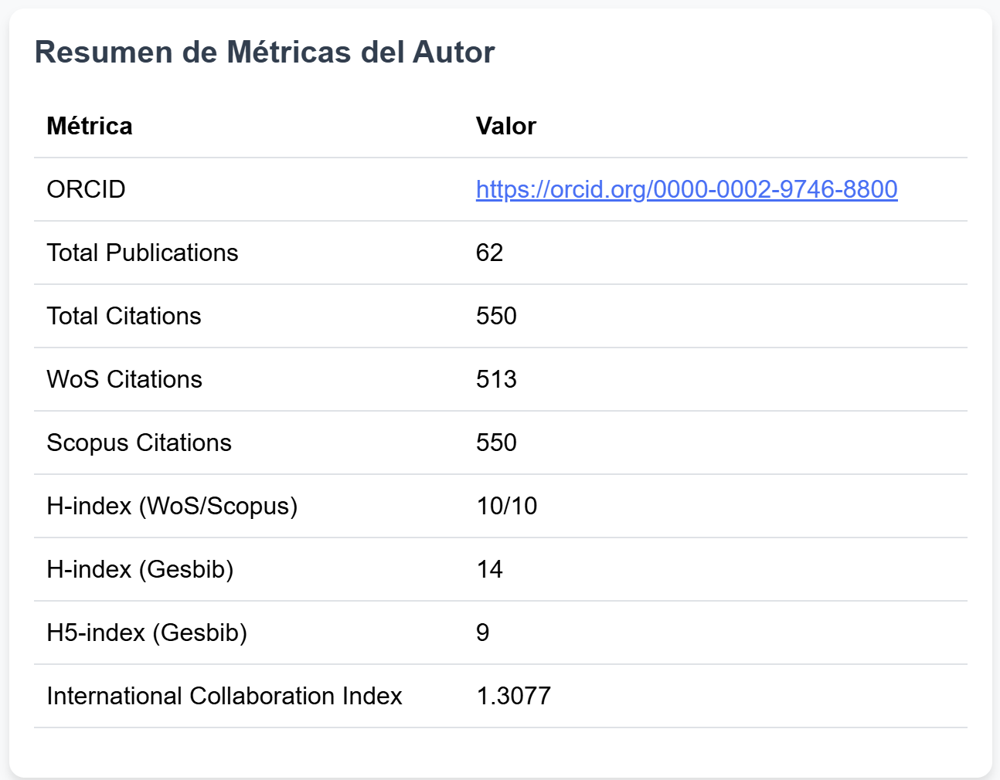 Resumen de Métricas del Autor
Métrica Valor
ORCID https://orcid.org/0000-0002-9746-8800
Total Publications 62
Total Citations 550
WoS Citations 513
Scopus Citations 550
H-index (WoS/Scopus) 10/10
H-index (Gesbib) 14
H5-index (Gesbib) 9
International Collaboration Index 1.3077